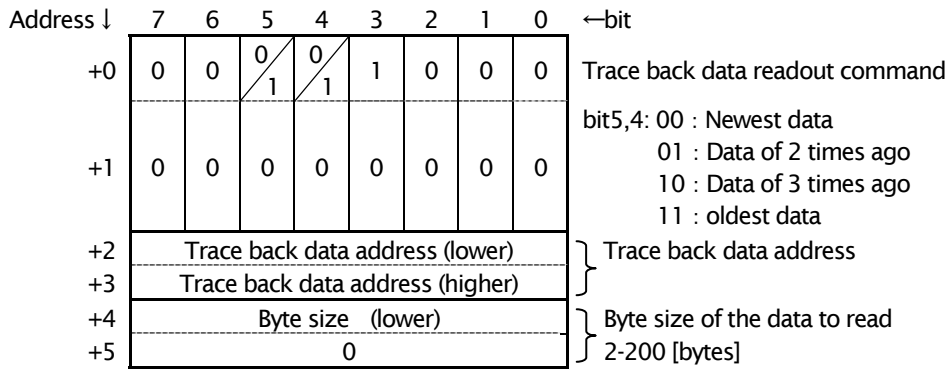 Address ↓ 7 6 5 4 3 2 1 0 ←bit
+0 0 0 0/1 0/1 1 0 0 0 Trace back data readout command
bit5,4: 00 : Newest data
01 : Data of 2 times ago
+1 0 0 0 0 0 0 0 0
10 : Data of 3 times ago
11 : oldest data
+2 Trace back data address (lower) Trace back data address
+3 Trace back data address (higher)
+4 Byte size (lower) Byte size of the data to read
+5 0 2-200 [bytes]